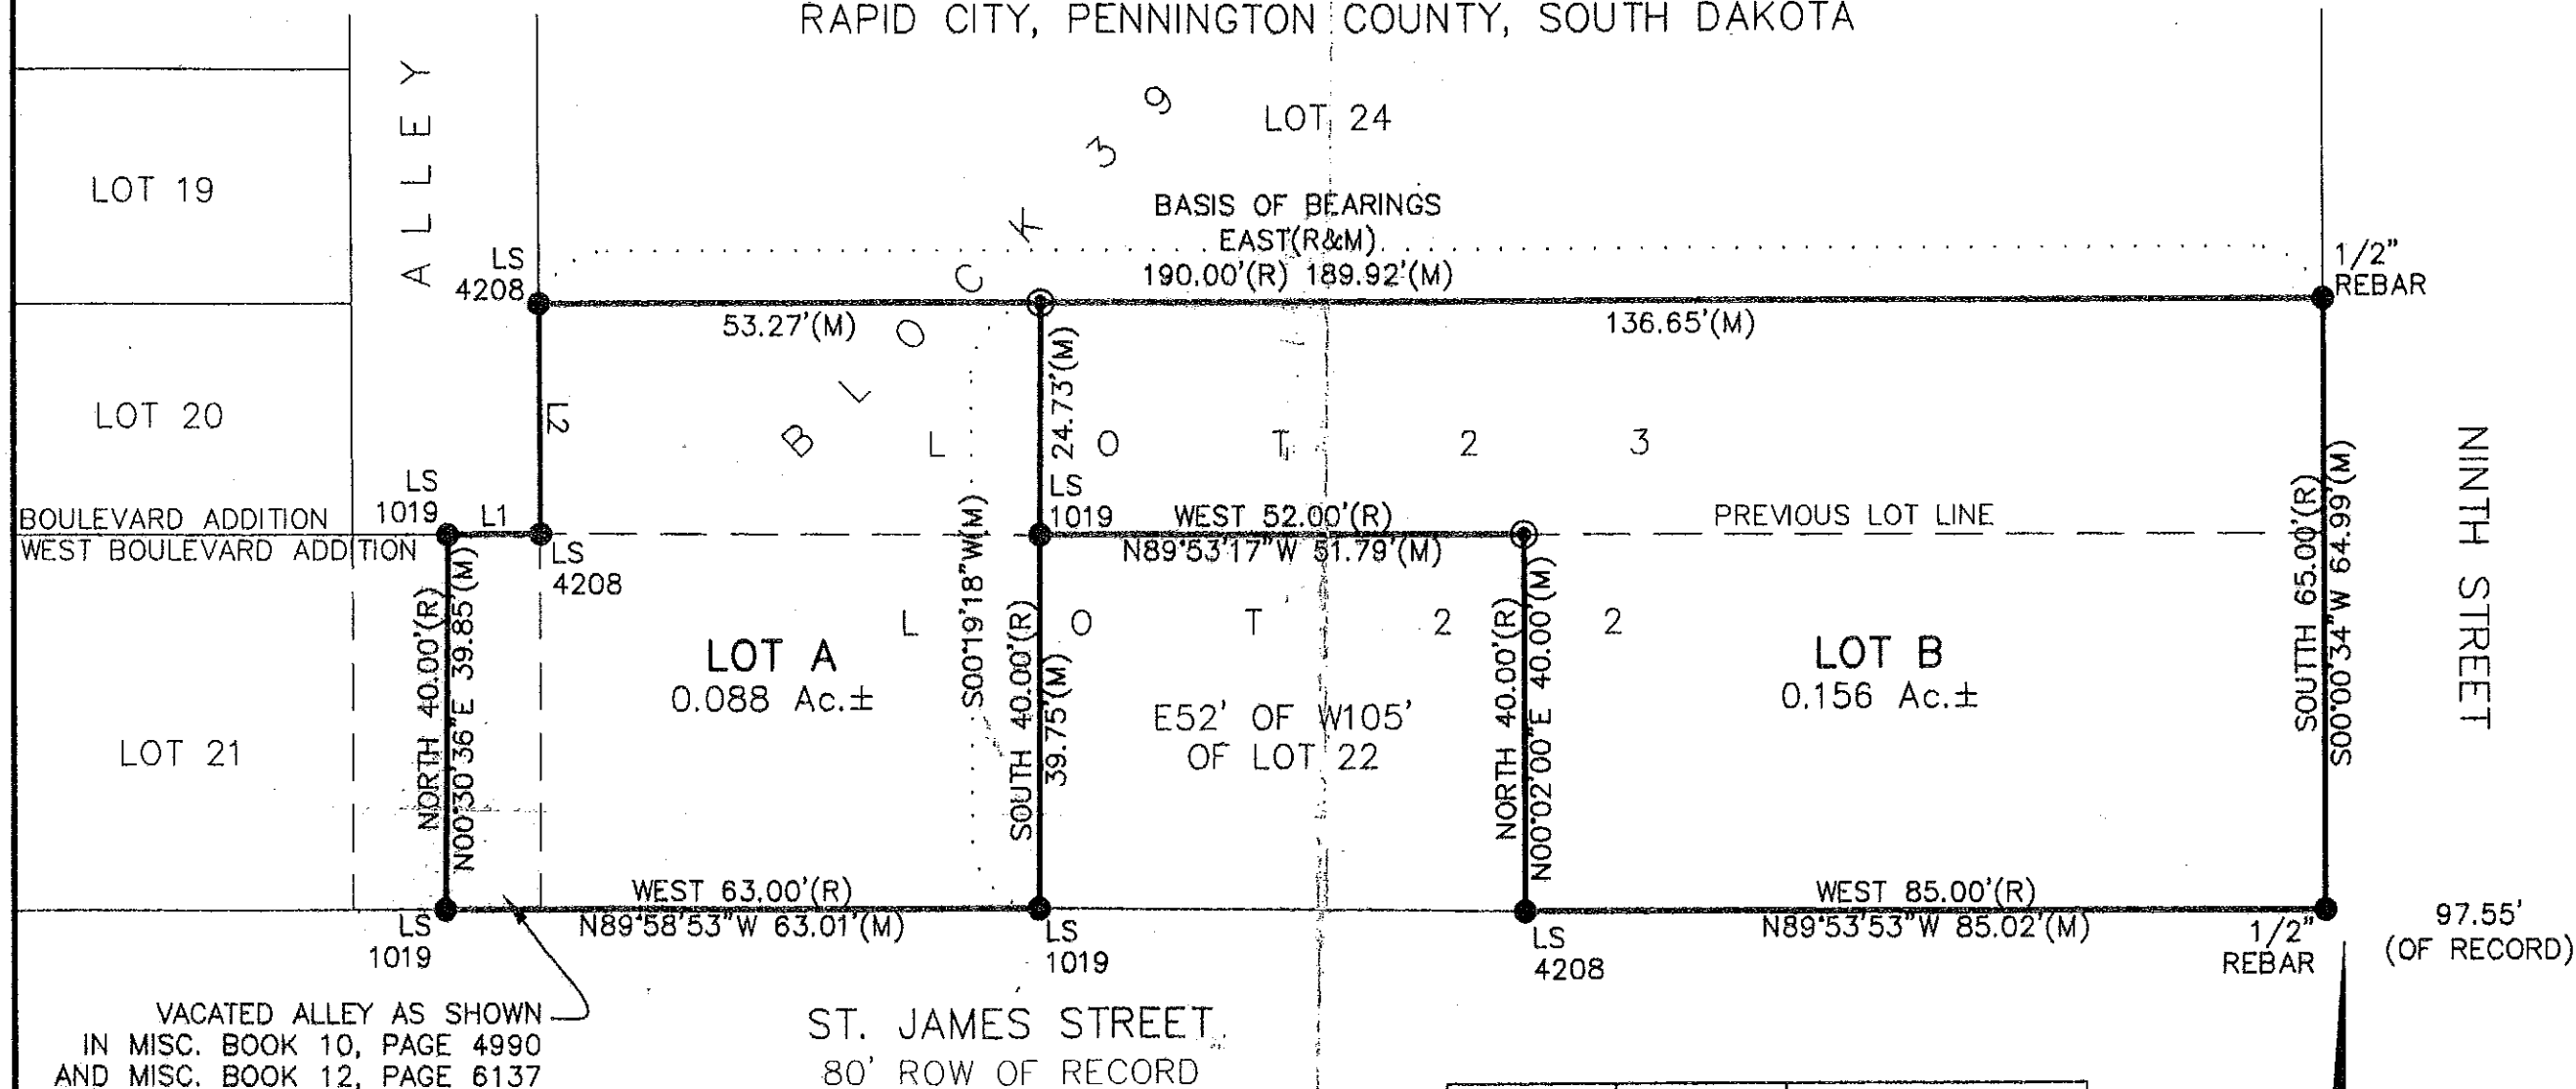 RAPID CITY, PENNINGTON COUNTY, SOUTH DAKOTA
ALLEY
BLOCK 39
LOT 24
LOT 19
BASIS OF BEARINGS
EAST(R&M)
190.00'(R) 189.92'(M)
LS
4208
1/2"
REBAR
53.27'(M)
136.65'(M)
24.73'(M)
L2
LOT 20
LOT 23
LS
1019
L1
LS
1019
BOULEVARD ADDITION
WEST BOULEVARD ADDITION
LS
4208
WEST 52.00'(R)
N89°53'17"W 51.79'(M)
PREVIOUS LOT LINE
NINTH STREET
SOUTH 65.00'(R)
S00°00'34"W 64.99'(M)
NORTH 40.00'(R)
N00°30'36"E 39.85'(M)
S00°19'18"W(M)
SOUTH 40.00'(R)
39.75'(M)
NORTH 40.00'(R)
N00°02'00"E 40.00'(M)
LOT 22
LOT A
0.088 Ac.±
LOT B
0.156 Ac.±
E52' OF W105'
OF LOT 22
LOT 21
WEST 63.00'(R)
N89°58'53"W 63.01'(M)
WEST 85.00'(R)
N89°53'53"W 85.02'(M)
LS
1019
LS
1019
LS
4208
1/2"
REBAR
97.55'
(OF RECORD)
VACATED ALLEY AS SHOWN
IN MISC. BOOK 10, PAGE 4990
AND MISC. BOOK 12, PAGE 6137
ST. JAMES STREET
80' ROW OF RECORD